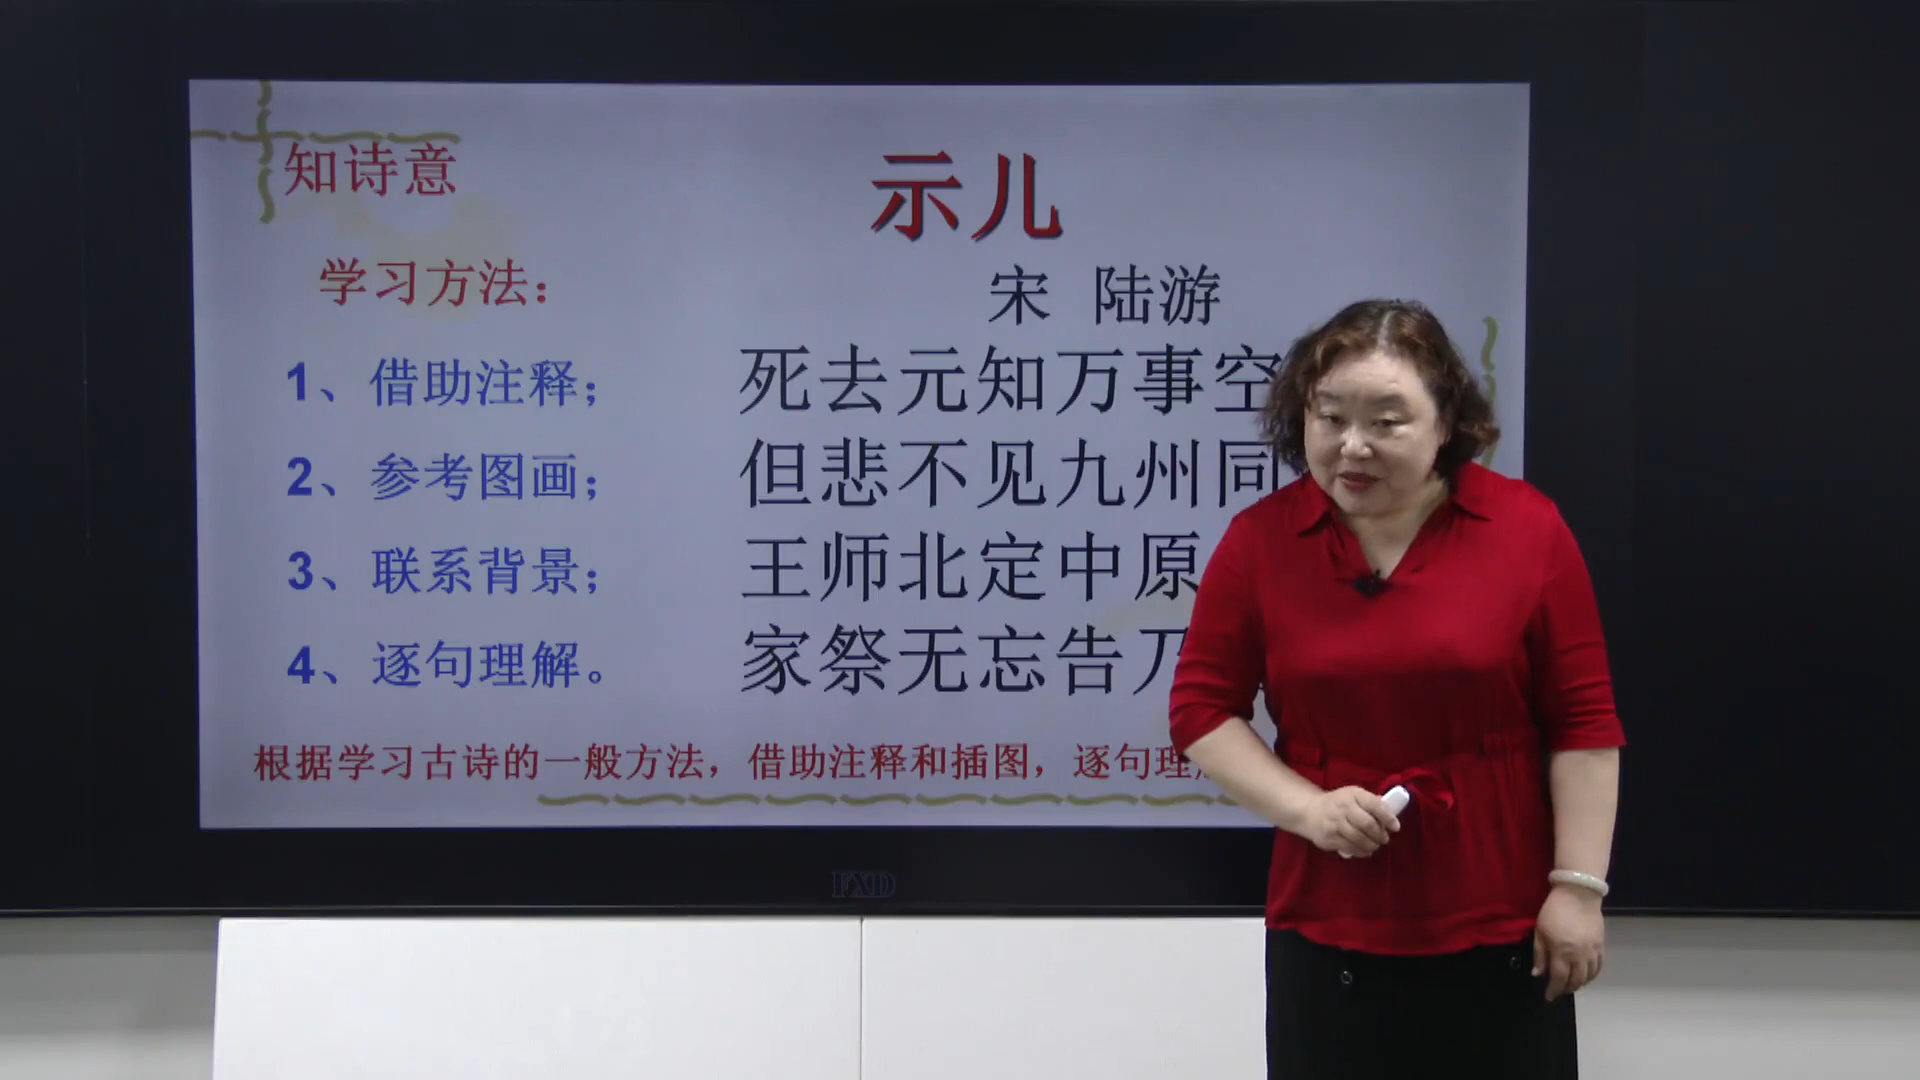 知诗意
示儿
宋 陆游
学习方法：
1、借助注释；
2、参考图画；
3、联系背景；
4、逐句理解。
死去元知万事空
但悲不见九州同
王师北定中原
家祭无忘告乃
根据学习古诗的一般方法，借助注释和插图，逐句理
FXD